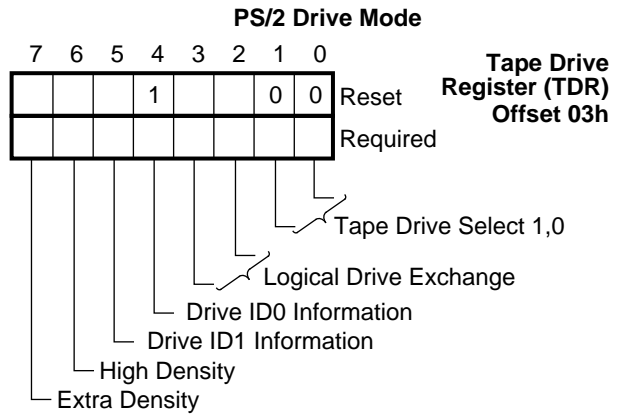 PS/2 Drive Mode
7 6 5 4 3 2 1 0
Tape Drive
Register (TDR)
Offset 03h
1 0 0 Reset
Required
Tape Drive Select 1,0
Logical Drive Exchange
Drive ID0 Information
Drive ID1 Information
High Density
Extra Density